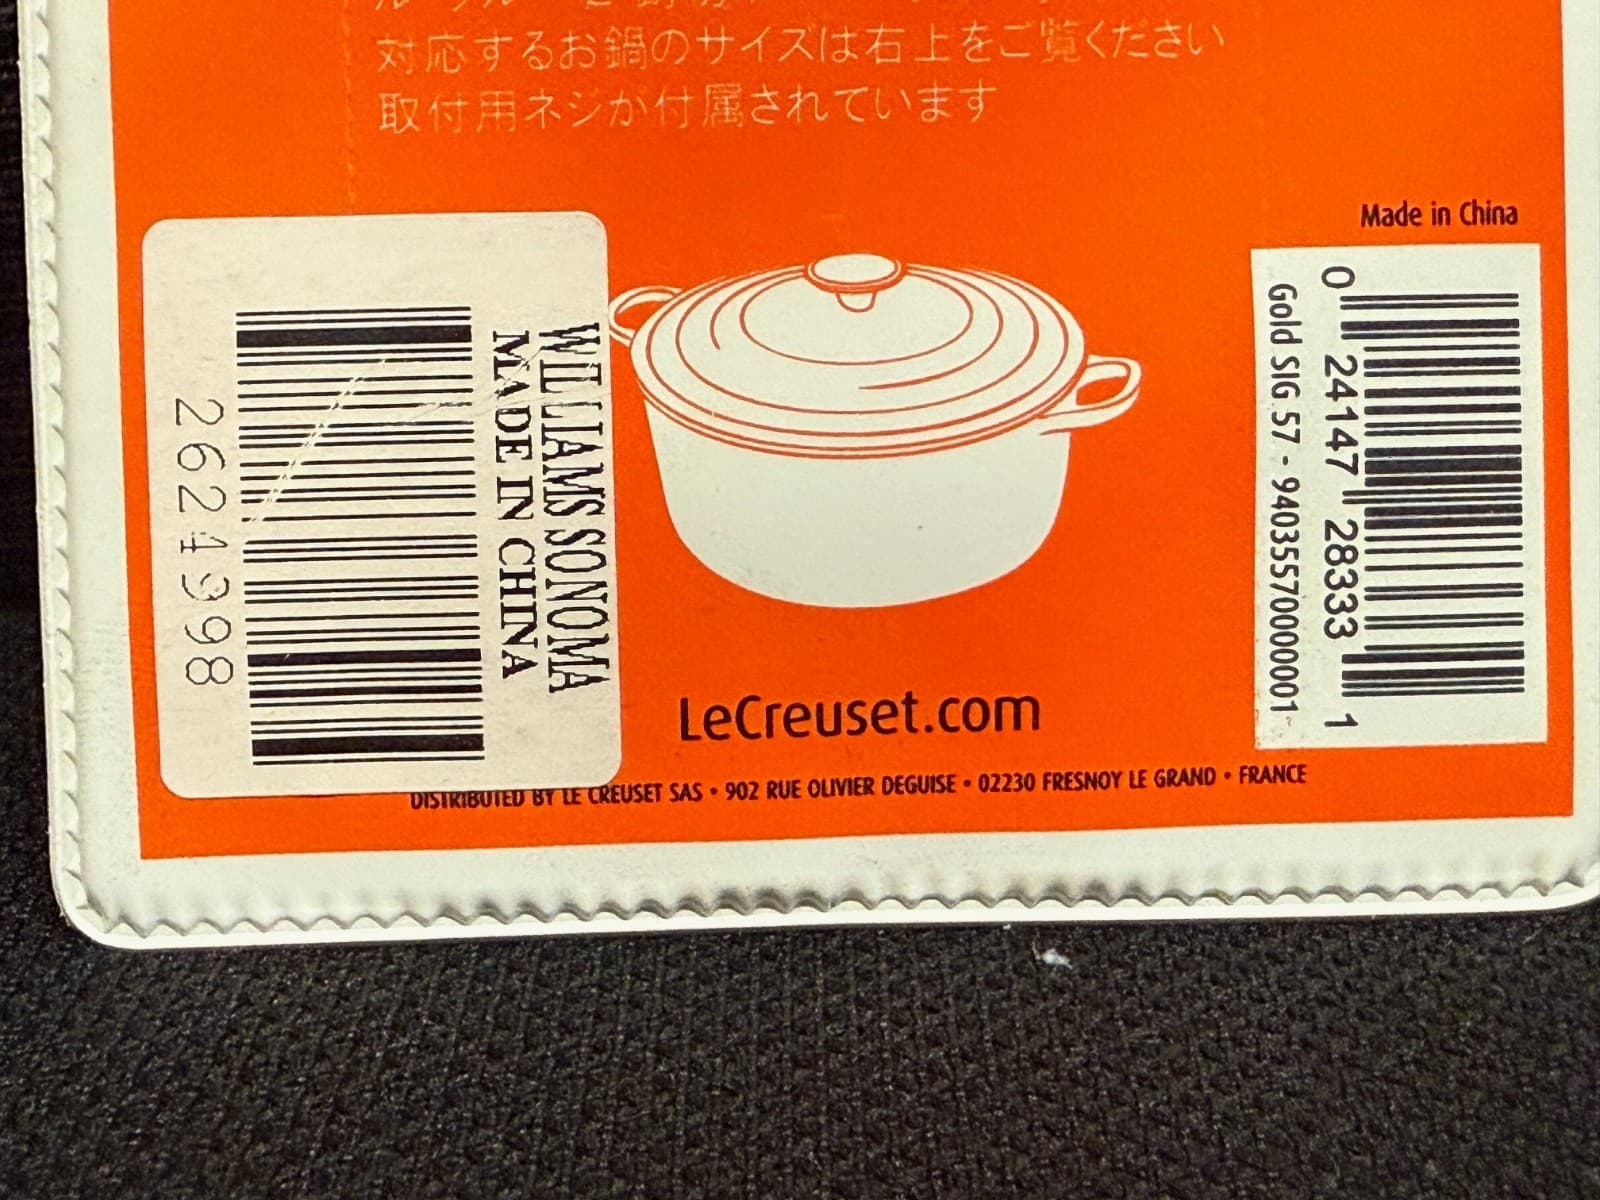 対応するお鍋のサイズは右上をご覧ください
取付用ネジが付属されています
Made in China
WILLIAMS SONOMA
MADE IN CHINA
2624998
0 24147 28333 1
Gold SIG 57 - 94035570000001
LeCreuset.com
DISTRIBUTED BY LE CREUSET SAS • 902 RUE OLIVIER DEGUISE • 02230 FRESNOY LE GRAND • FRANCE